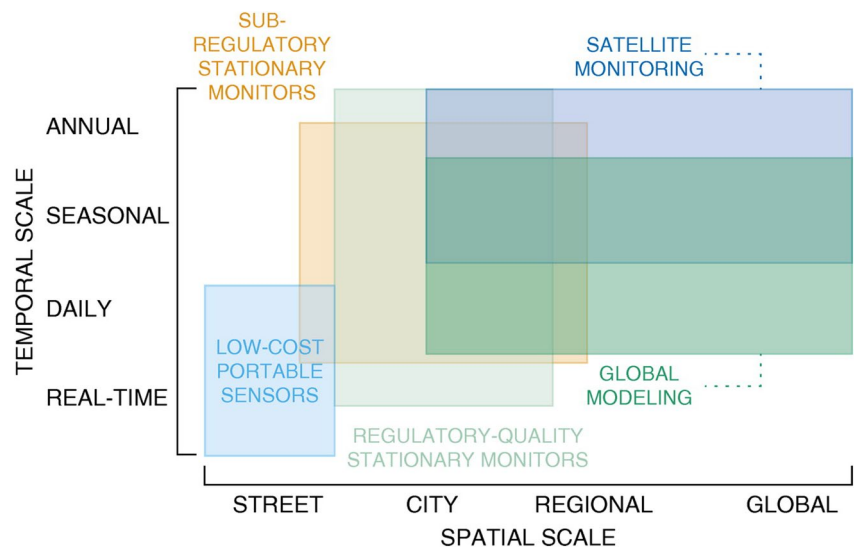 SUB-
REGULATORY
STATIONARY
MONITORS
SATELLITE
MONITORING
TEMPORAL SCALE
ANNUAL
SEASONAL
DAILY
REAL-TIME
LOW-COST
PORTABLE
SENSORS
GLOBAL
MODELING
REGULATORY-QUALITY
STATIONARY MONITORS
STREET CITY REGIONAL GLOBAL
SPATIAL SCALE